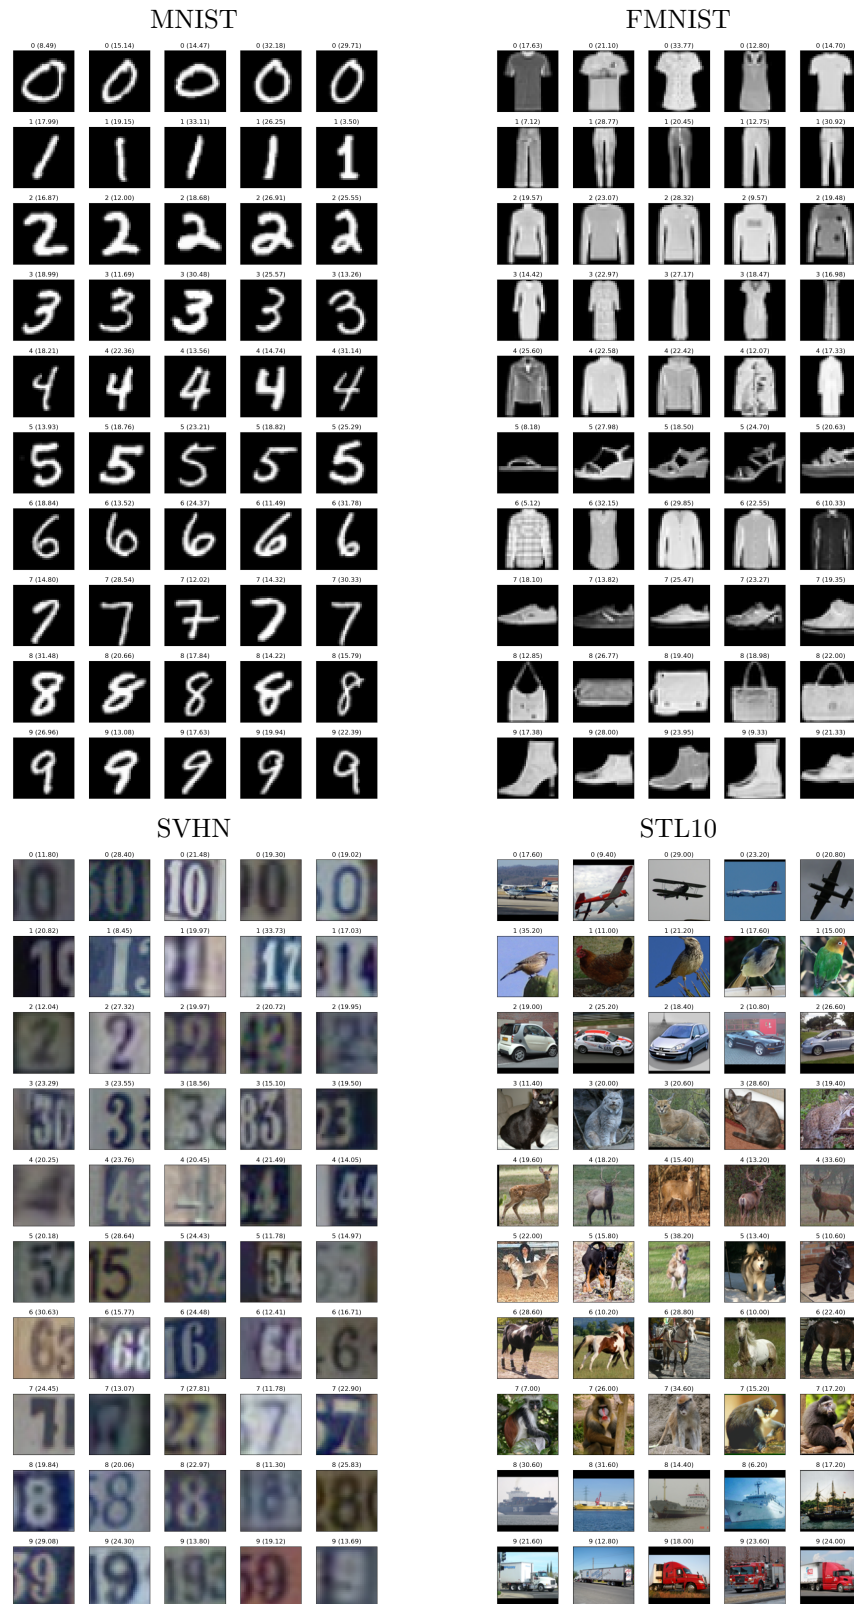 MNIST
0 (8.49) 0 (15.14) 0 (14.47) 0 (32.18) 0 (29.71)
1 (17.99) 1 (19.15) 1 (33.11) 1 (26.25) 1 (3.50)
2 (16.87) 2 (12.00) 2 (18.68) 2 (26.91) 2 (25.55)
3 (18.99) 3 (11.69) 3 (30.48) 3 (25.57) 3 (13.26)
4 (18.21) 4 (22.36) 4 (13.56) 4 (14.74) 4 (31.14)
5 (13.93) 5 (18.76) 5 (23.21) 5 (18.82) 5 (25.29)
6 (18.84) 6 (13.52) 6 (24.37) 6 (11.49) 6 (31.78)
7 (14.80) 7 (28.54) 7 (12.02) 7 (14.32) 7 (30.33)
8 (31.48) 8 (20.66) 8 (17.84) 8 (14.22) 8 (15.79)
9 (26.96) 9 (13.08) 9 (17.63) 9 (19.94) 9 (22.39)
FMNIST
0 (17.63) 0 (21.10) 0 (33.77) 0 (12.80) 0 (14.70)
1 (7.12) 1 (28.77) 1 (20.45) 1 (12.75) 1 (30.92)
2 (19.57) 2 (23.07) 2 (28.32) 2 (9.57) 2 (19.48)
3 (14.42) 3 (22.97) 3 (27.17) 3 (18.47) 3 (16.98)
4 (25.60) 4 (22.58) 4 (22.42) 4 (12.07) 4 (17.33)
5 (8.18) 5 (27.98) 5 (18.50) 5 (24.70) 5 (20.63)
6 (5.12) 6 (32.15) 6 (29.85) 6 (22.55) 6 (10.33)
7 (18.10) 7 (13.82) 7 (25.47) 7 (23.27) 7 (19.35)
8 (12.85) 8 (26.77) 8 (19.40) 8 (18.98) 8 (22.00)
9 (17.38) 9 (28.00) 9 (23.95) 9 (9.33) 9 (21.33)
SVHN
0 (11.80) 0 (28.40) 0 (21.48) 0 (19.30) 0 (19.02)
1 (20.82) 1 (8.45) 1 (19.97) 1 (33.73) 1 (17.03)
2 (12.04) 2 (27.32) 2 (19.97) 2 (20.72) 2 (19.95)
3 (23.29) 3 (23.55) 3 (18.56) 3 (15.10) 3 (19.50)
4 (20.25) 4 (23.76) 4 (20.45) 4 (21.49) 4 (14.05)
5 (20.18) 5 (28.64) 5 (24.43) 5 (11.78) 5 (14.97)
6 (30.63) 6 (15.77) 6 (24.48) 6 (12.41) 6 (16.71)
7 (24.45) 7 (13.07) 7 (27.81) 7 (11.78) 7 (22.90)
8 (19.84) 8 (20.06) 8 (22.97) 8 (11.30) 8 (25.83)
9 (29.08) 9 (24.30) 9 (13.80) 9 (19.12) 9 (13.69)
STL10
0 (17.60) 0 (9.40) 0 (29.00) 0 (23.20) 0 (20.80)
1 (35.20) 1 (11.00) 1 (21.20) 1 (17.60) 1 (15.00)
2 (19.00) 2 (25.20) 2 (18.40) 2 (10.80) 2 (26.60)
3 (11.40) 3 (20.00) 3 (20.60) 3 (28.60) 3 (19.40)
4 (19.60) 4 (18.20) 4 (15.40) 4 (13.20) 4 (33.60)
5 (22.00) 5 (15.80) 5 (38.20) 5 (13.40) 5 (10.60)
6 (28.60) 6 (10.20) 6 (28.80) 6 (10.00) 6 (22.40)
7 (7.00) 7 (26.00) 7 (34.60) 7 (15.20) 7 (17.20)
8 (30.60) 8 (31.60) 8 (14.40) 8 (6.20) 8 (17.20)
9 (21.60) 9 (12.80) 9 (18.00) 9 (23.60) 9 (24.00)